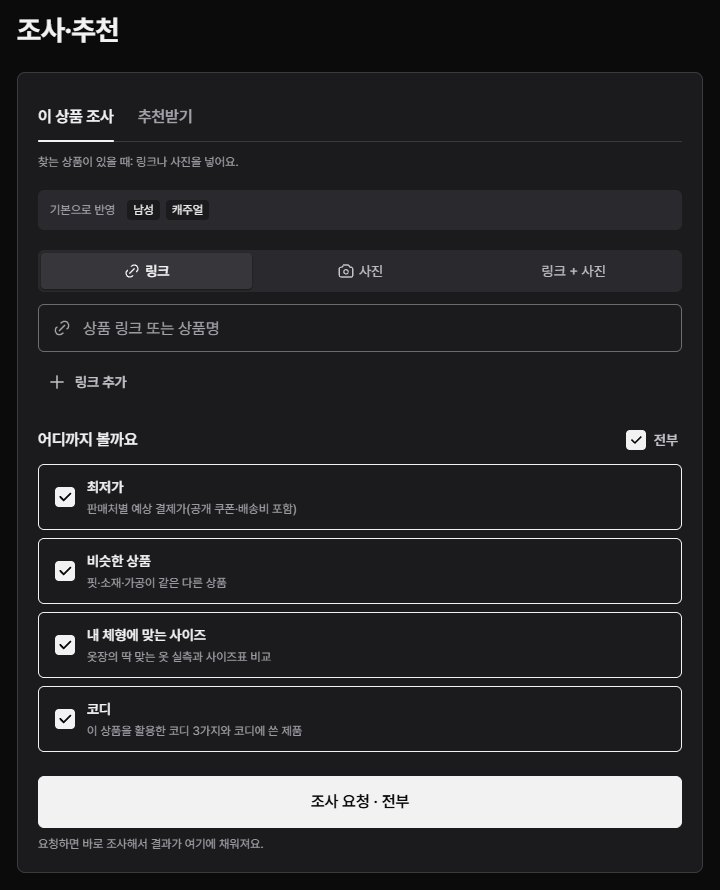 조사·추천
이 상품 조사 추천받기
찾는 상품이 있을 때: 링크나 사진을 넣어요.
기본으로 반영 남성 캐주얼
링크 사진 링크 + 사진
상품 링크 또는 상품명
링크 추가
어디까지 볼까요 전부
최저가
판매처별 예상 결제가(공개 쿠폰·배송비 포함)
비슷한 상품
핏·소재·가공이 같은 다른 상품
내 체형에 맞는 사이즈
옷장의 딱 맞는 옷 실측과 사이즈표 비교
코디
이 상품을 활용한 코디 3가지와 코디에 쓴 제품
조사 요청 · 전부
요청하면 바로 조사해서 결과가 여기에 채워져요.